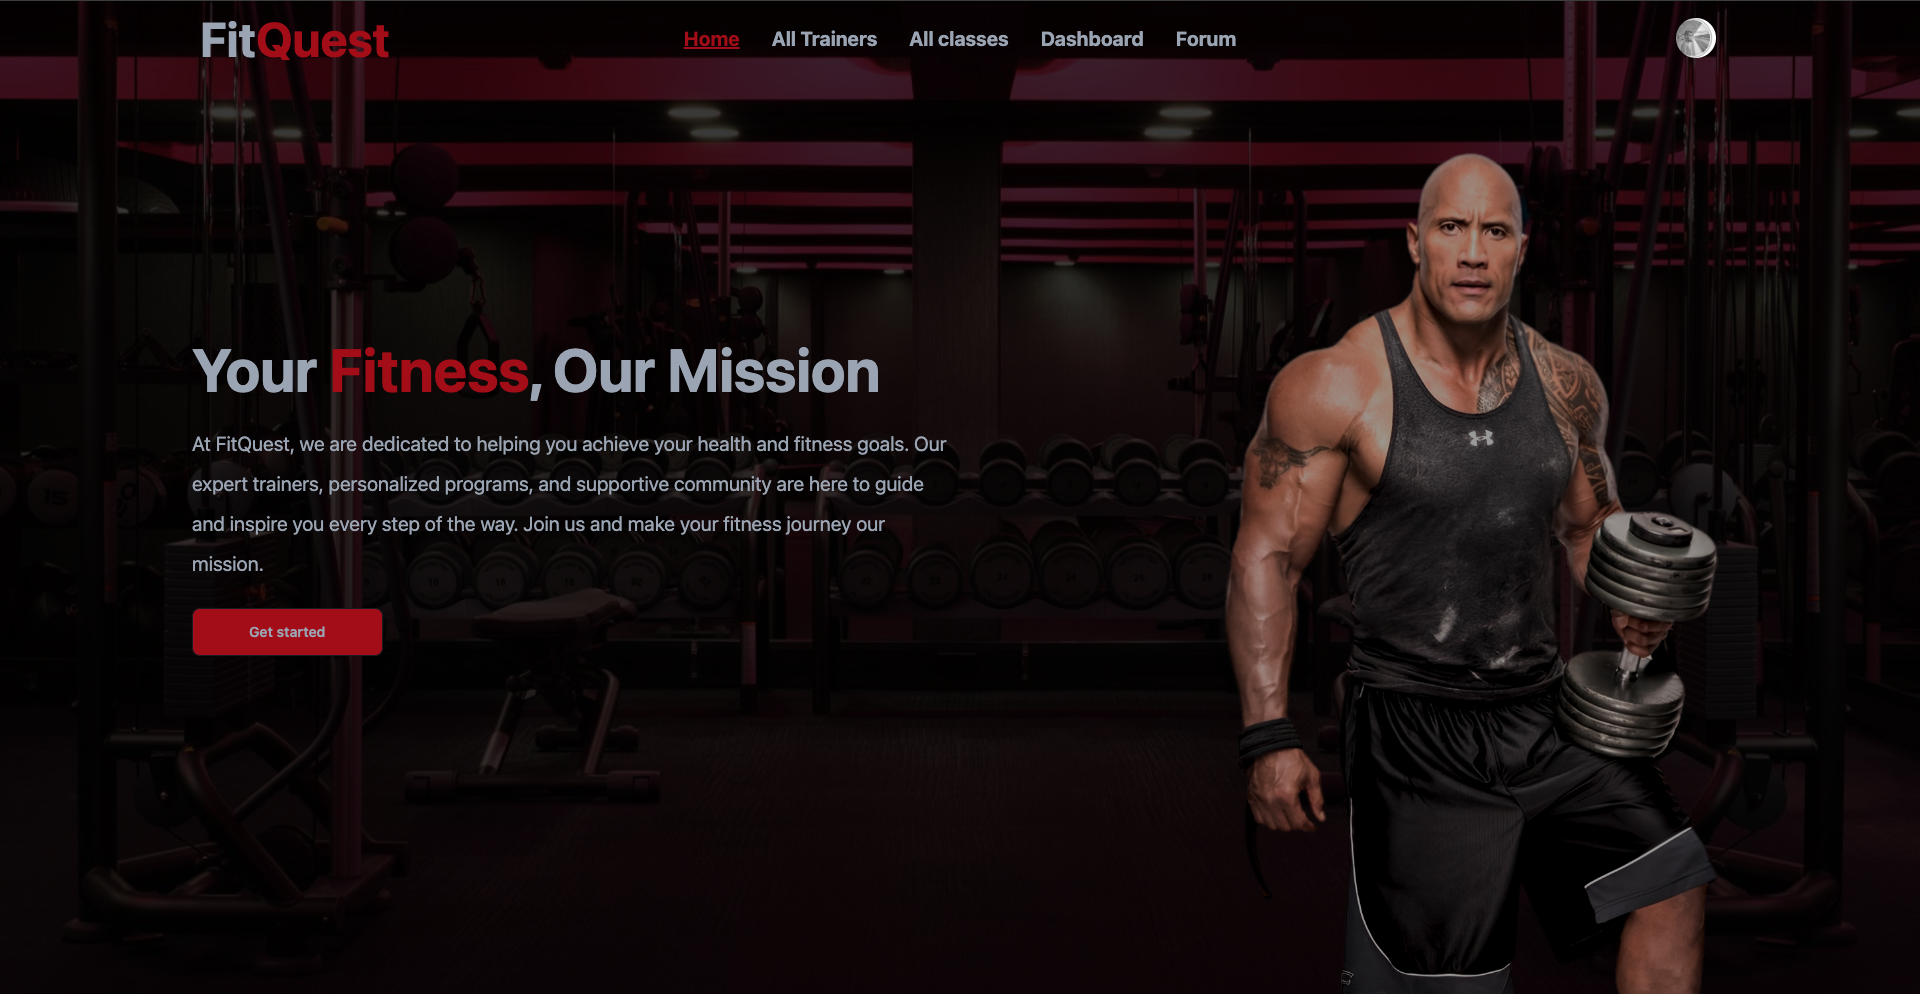 FitQuest
Home All Trainers All classes Dashboard Forum
Your Fitness, Our Mission
At FitQuest, we are dedicated to helping you achieve your health and fitness goals. Our
expert trainers, personalized programs, and supportive community are here to guide
and inspire you every step of the way. Join us and make your fitness journey our
mission.
Get started